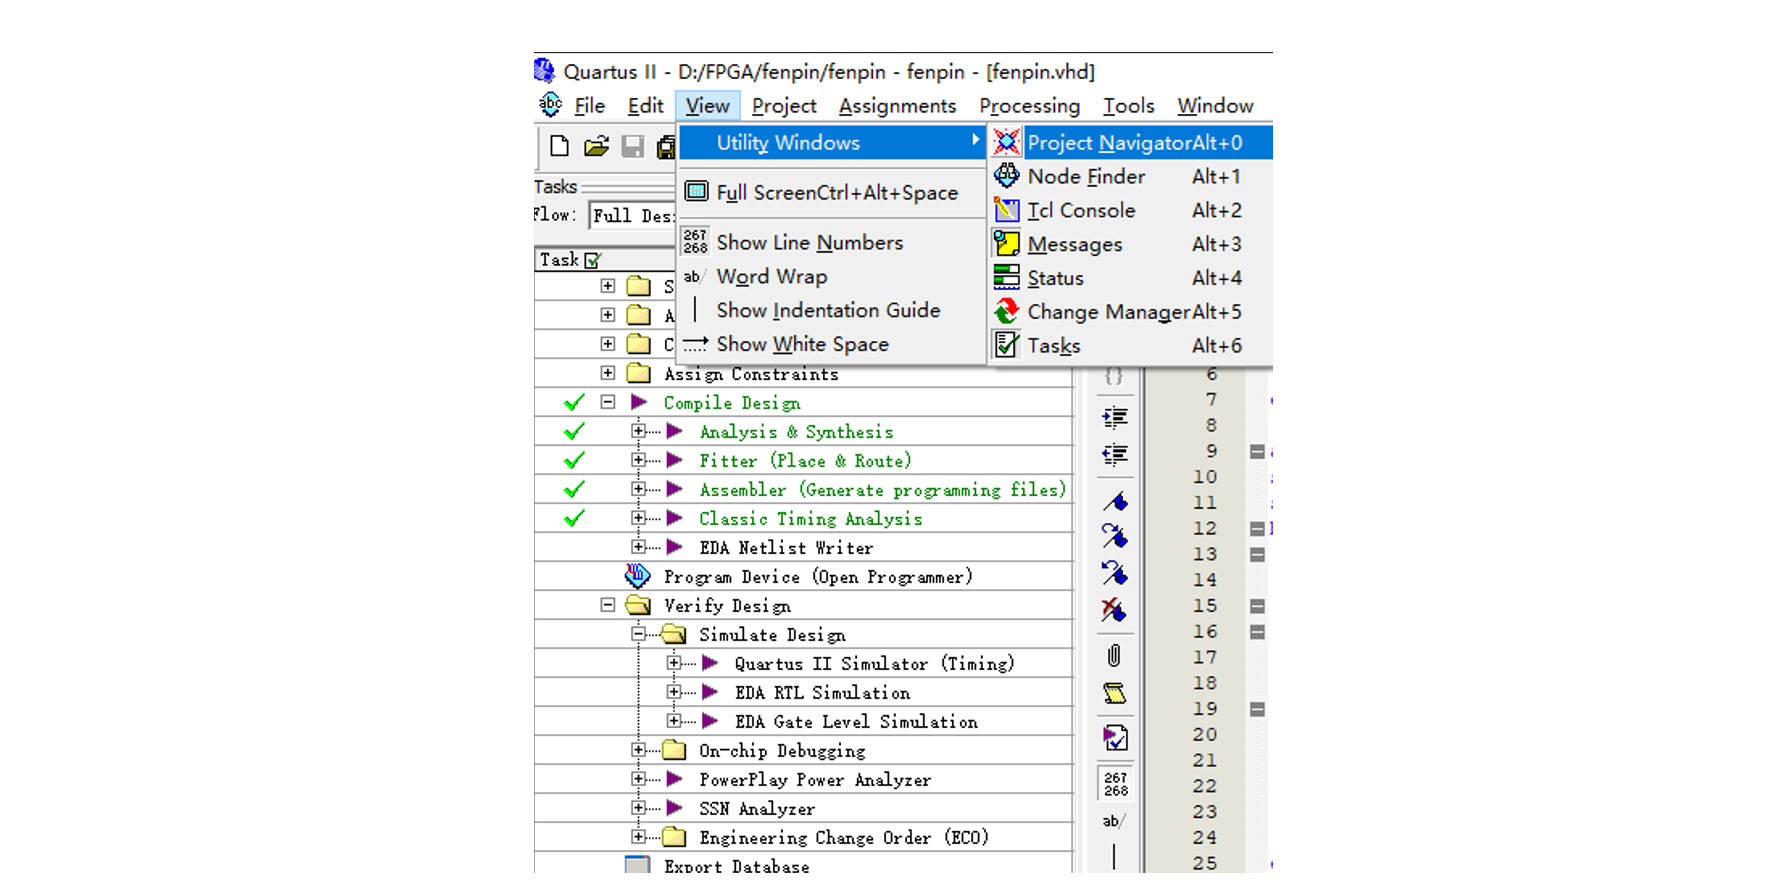 Quartus II - D:/FPGA/fenpin/fenpin - fenpin - [fenpin.vhd]
abc File Edit View Project Assignments Processing Tools Window
Utility Windows
Project Navigator Alt+0
Node Finder Alt+1
Tcl Console Alt+2
Messages Alt+3
Status Alt+4
Change Manager Alt+5
Tasks Alt+6
Full Screen Ctrl+Alt+Space
267
268 Show Line Numbers
ab/ Word Wrap
Show Indentation Guide
Show White Space
Tasks
Flow: Full Des
Task
S
A
C
Assign Constraints
Compile Design
Analysis & Synthesis
Fitter (Place & Route)
Assembler (Generate programming files)
Classic Timing Analysis
EDA Netlist Writer
Program Device (Open Programmer)
Verify Design
Simulate Design
Quartus II Simulator (Timing)
EDA RTL Simulation
EDA Gate Level Simulation
On-chip Debugging
PowerPlay Power Analyzer
SSN Analyzer
Engineering Change Order (ECO)
Export Database
{}
267
268
ab/
6
7
8
9
10
11
12
13
14
15
16
17
18
19
20
21
22
23
24
25